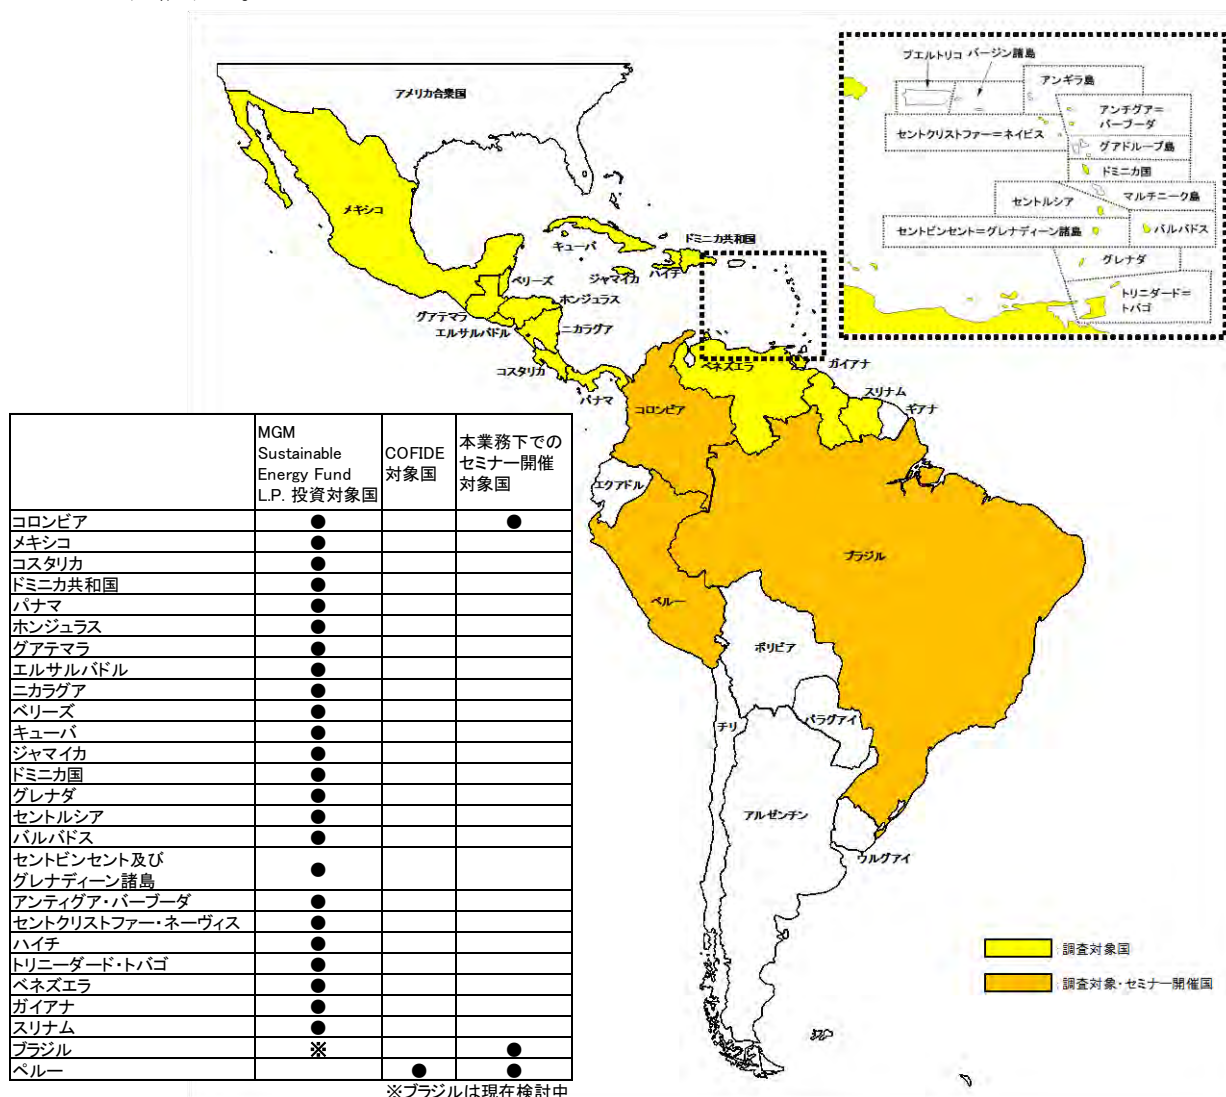 プエルトリコ バージン諸島
アンギラ島
アンチグア=
バーブーダ
セントクリストファー=ネイビス
グアドループ島
ドミニカ国
マルチニーク島
セントルシア
セントビンセント=グレナディーン諸島
バルバドス
グレナダ
トリニダード=
トバゴ
アメリカ合衆国
メキシコ
キューバ
ドミニカ共和国
ジャマイカ
ハイチ
ベリーズ
ホンジュラス
グアテマラ
エルサルバドル
ニカラグア
コスタリカ
パナマ
ベネズエラ
ガイアナ
スリナム
ギアナ
コロンビア
エクアドル
ブラジル
ペルー
ボリビア
パラグアイ
チリ
アルゼンチン
ウルグアイ
調査対象国
調査対象・セミナー開催国
MGM
Sustainable
Energy Fund
L.P. 投資対象国
COFIDE
対象国
本業務下での
セミナー開催
対象国
コロンビア ● ●
メキシコ ●
コスタリカ ●
ドミニカ共和国 ●
パナマ ●
ホンジュラス ●
グアテマラ ●
エルサルバドル ●
ニカラグア ●
ベリーズ ●
キューバ ●
ジャマイカ ●
ドミニカ国 ●
グレナダ ●
セントルシア ●
バルバドス ●
セントビンセント及び
グレナディーン諸島 ●
アンティグア・バーブーダ ●
セントクリストファー・ネーヴィス ●
ハイチ ●
トリニーダード・トバゴ ●
ベネズエラ ●
ガイアナ ●
スリナム ●
ブラジル ※ ●
ペルー ● ●
※ブラジルは現在検討中